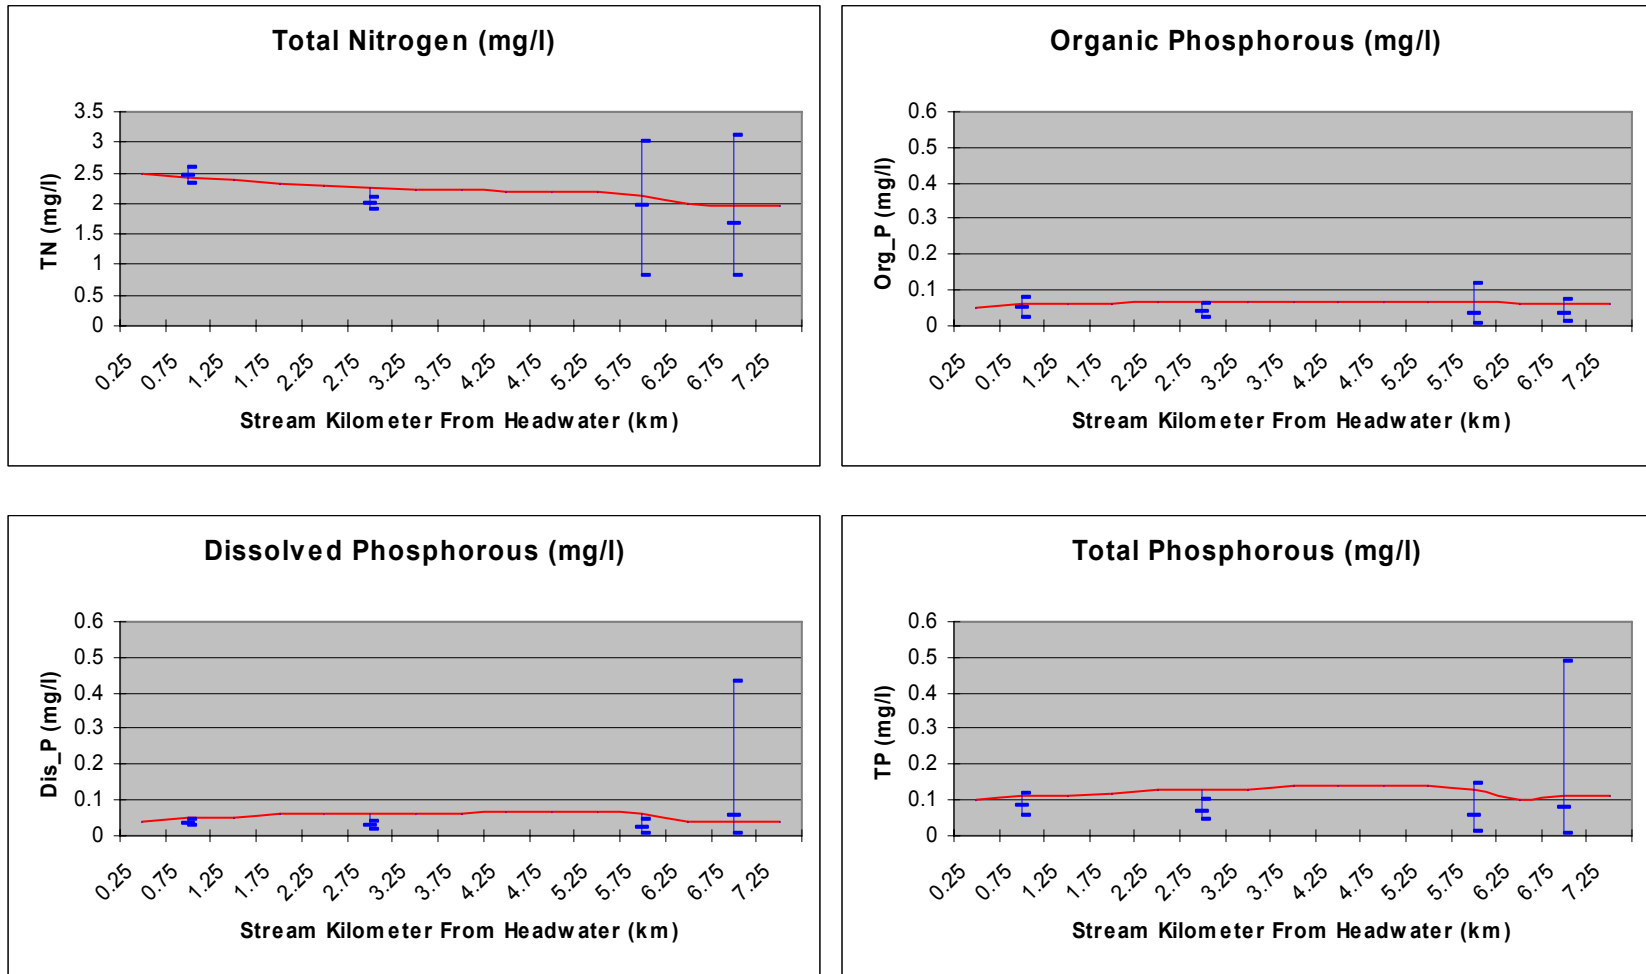 Total Nitrogen (mg/l)
3.5
3
2.5
2
1.5
1
0.5
0
TN (mg/l)
0.25 0.75 1.25 1.75 2.25 2.75 3.25 3.75 4.25 4.75 5.25 5.75 6.25 6.75 7.25
Stream Kilometer From Headwater (km)
Organic Phosphorous (mg/l)
0.6
0.5
0.4
0.3
0.2
0.1
0
Org_P (mg/l)
0.25 0.75 1.25 1.75 2.25 2.75 3.25 3.75 4.25 4.75 5.25 5.75 6.25 6.75 7.25
Stream Kilometer From Headwater (km)
Dissolved Phosphorous (mg/l)
0.6
0.5
0.4
0.3
0.2
0.1
0
Dis_P (mg/l)
0.25 0.75 1.25 1.75 2.25 2.75 3.25 3.75 4.25 4.75 5.25 5.75 6.25 6.75 7.25
Stream Kilometer From Headwater (km)
Total Phosphorous (mg/l)
0.6
0.5
0.4
0.3
0.2
0.1
0
TP (mg/l)
0.25 0.75 1.25 1.75 2.25 2.75 3.25 3.75 4.25 4.75 5.25 5.75 6.25 6.75 7.25
Stream Kilometer From Headwater (km)